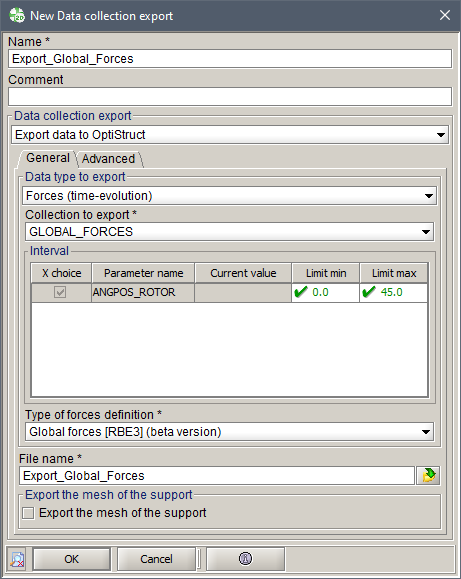 New Data collection export
Name *
Export_Global_Forces
Comment
Data collection export
Export data to OptiStruct
General Advanced
Data type to export
Forces (time-evolution)
Collection to export *
GLOBAL_FORCES
Interval
X choice Parameter name Current value Limit min Limit max
ANGPOS_ROTOR 0.0 45.0
Type of forces definition *
Global forces [RBE3] (beta version)
File name *
Export_Global_Forces
Export the mesh of the support
Export the mesh of the support
OK Cancel